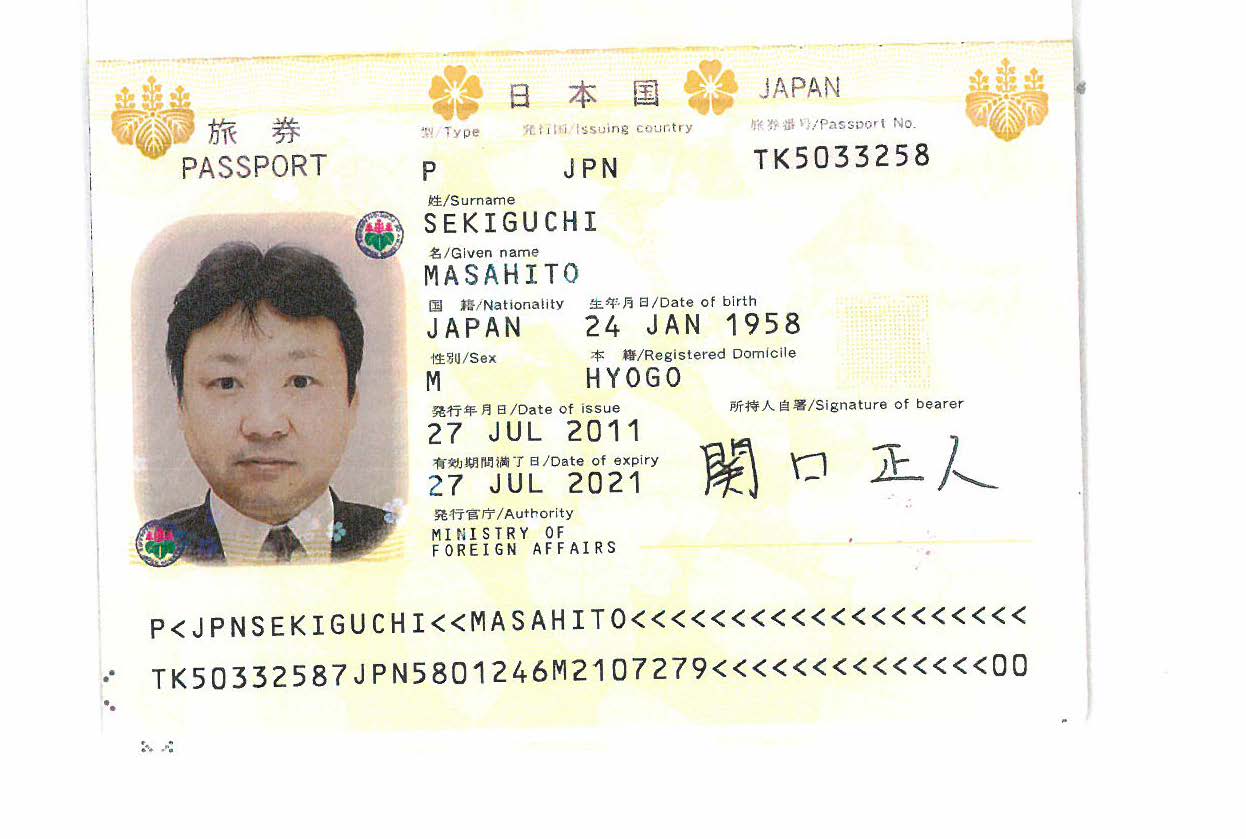 日本国 JAPAN
旅券
PASSPORT
型/Type 発行国/Issuing country 旅券番号/Passport No.
P JPN TK5033258
姓/Surname
SEKIGUCHI
名/Given name
MASAHITO
国 籍/Nationality 生年月日/Date of birth
JAPAN 24 JAN 1958
性別/Sex 本 籍/Registered Domicile
M HYOGO
発行年月日/Date of issue 所持人自署/Signature of bearer
27 JUL 2011
関口正人
有効期間満了日/Date of expiry
27 JUL 2021
発行官庁/Authority
MINISTRY OF
FOREIGN AFFAIRS
P<JPNSEKIGUCHI<<MASAHITO<<<<<<<<<<<<<<<<<<<<
TK50332587JPN5801246M2107279<<<<<<<<<<<<<<00